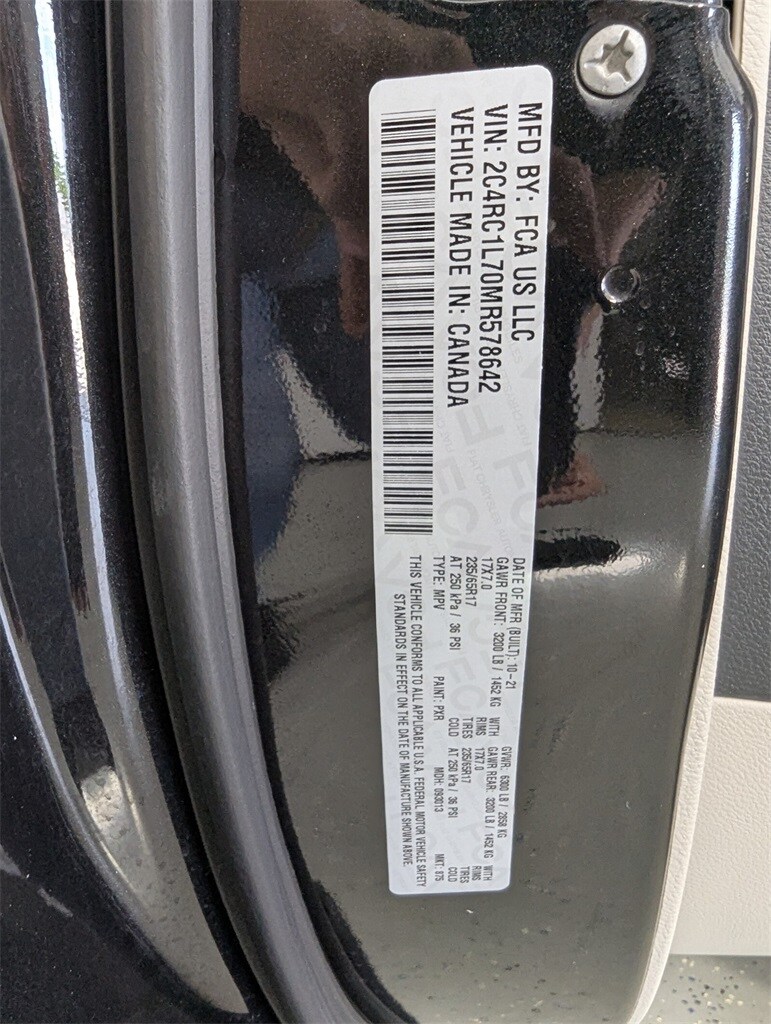 MFD BY: FCA US LLC
VIN: 2C4RC1L70MR578642
VEHICLE MADE IN: CANADA
DATE OF MFR (BUILT): 10-21 GVWR: 6300 LB / 2858 KG
GAWR FRONT: 3200 LB / 1452 KG WITH GAWR REAR: 3200 LB / 1452 KG WITH
17X7.0 RIMS 17X7.0 RIMS
235/65R17 TIRES 235/65R17 TIRES
AT 250 kPa / 36 PSI COLD AT 250 kPa / 36 PSI COLD
TYPE: MPV PAINT: PXR MDH: 093013 MKT: 875
THIS VEHICLE CONFORMS TO ALL APPLICABLE U.S.A. FEDERAL MOTOR VEHICLE SAFETY
STANDARDS IN EFFECT ON THE DATE OF MANUFACTURE SHOWN ABOVE.